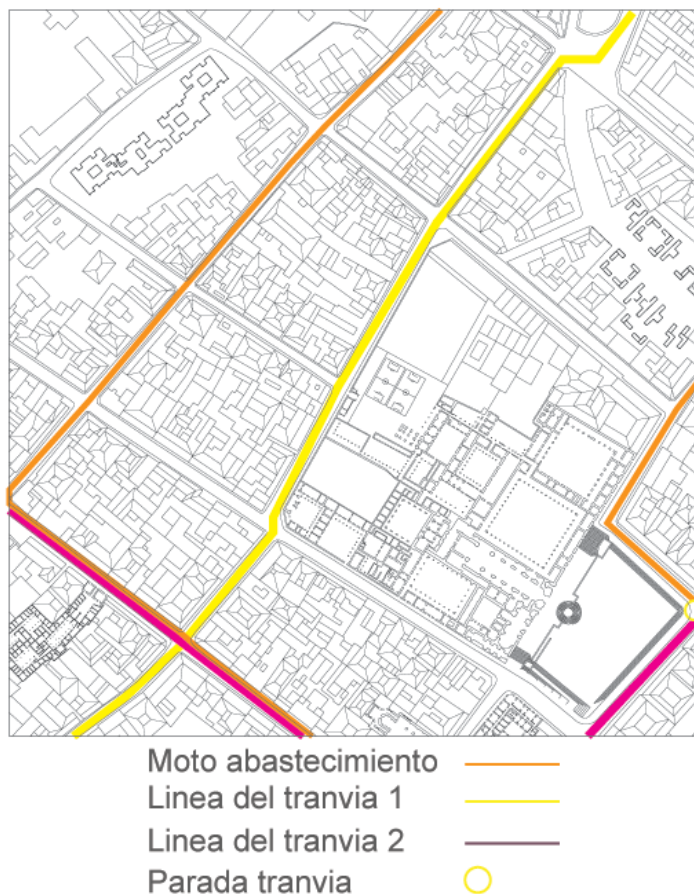 Moto abastecimiento
Linea del tranvia 1
Linea del tranvia 2
Parada tranvia